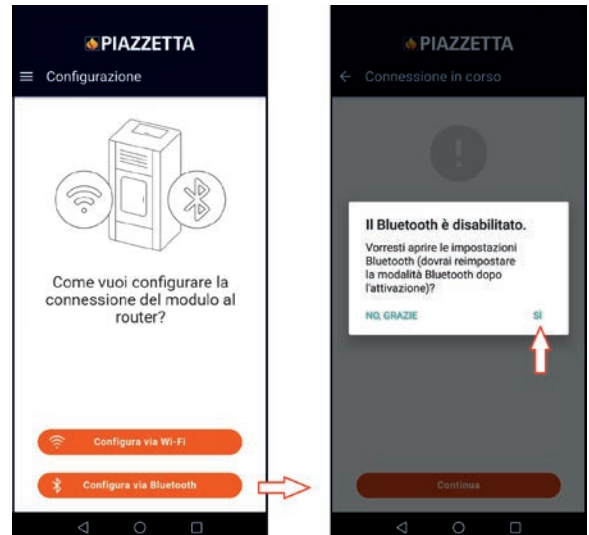 PIAZZETTA
Configurazione
Come vuoi configurare la
connessione del modulo al
router?
Configura via Wi-Fi
Configura via Bluetooth
PIAZZETTA
Connessione in corso
Il Bluetooth è disabilitato.
Vorresti aprire le impostazioni
Bluetooth (dovrai reimpostare
la modalità Bluetooth dopo
l'attivazione)?
NO, GRAZIE
SÌ
Continua